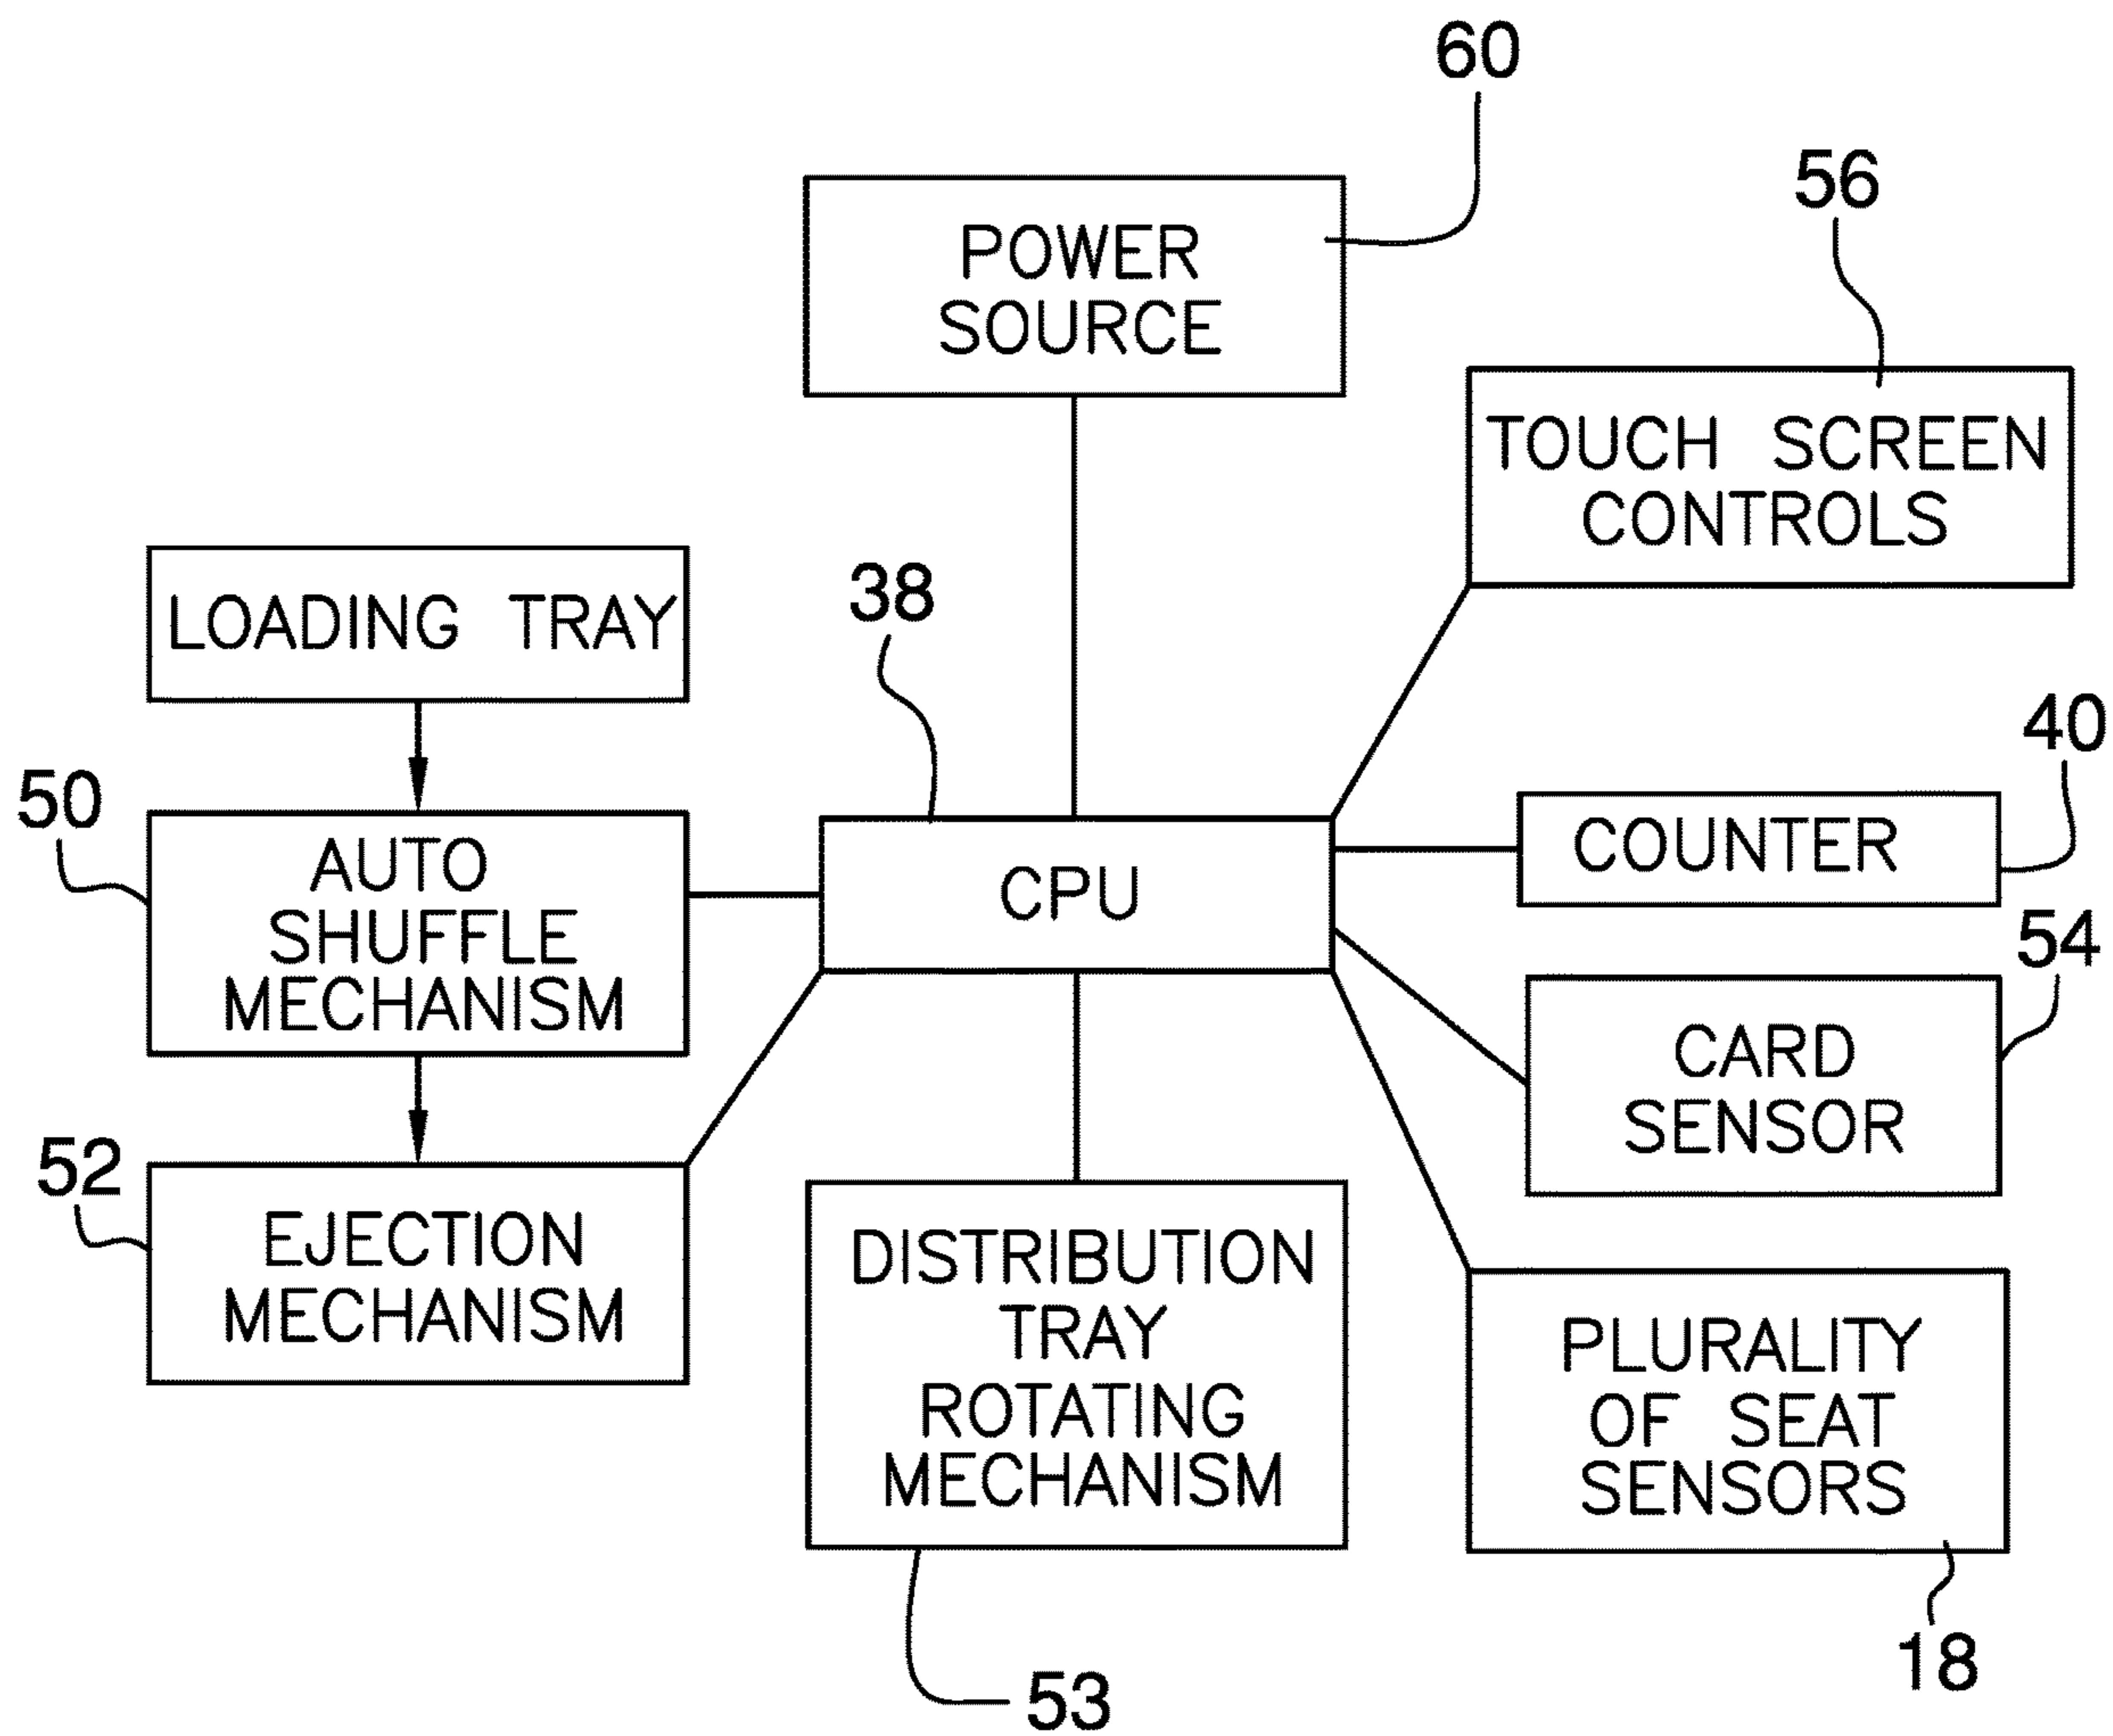 60
POWER
SOURCE
56
TOUCH SCREEN
CONTROLS
LOADING TRAY
38
40
COUNTER
50
AUTO
SHUFFLE
MECHANISM
CPU
54
CARD
SENSOR
52
EJECTION
MECHANISM
DISTRIBUTION
TRAY
ROTATING
MECHANISM
53
PLURALITY
OF SEAT
SENSORS
18